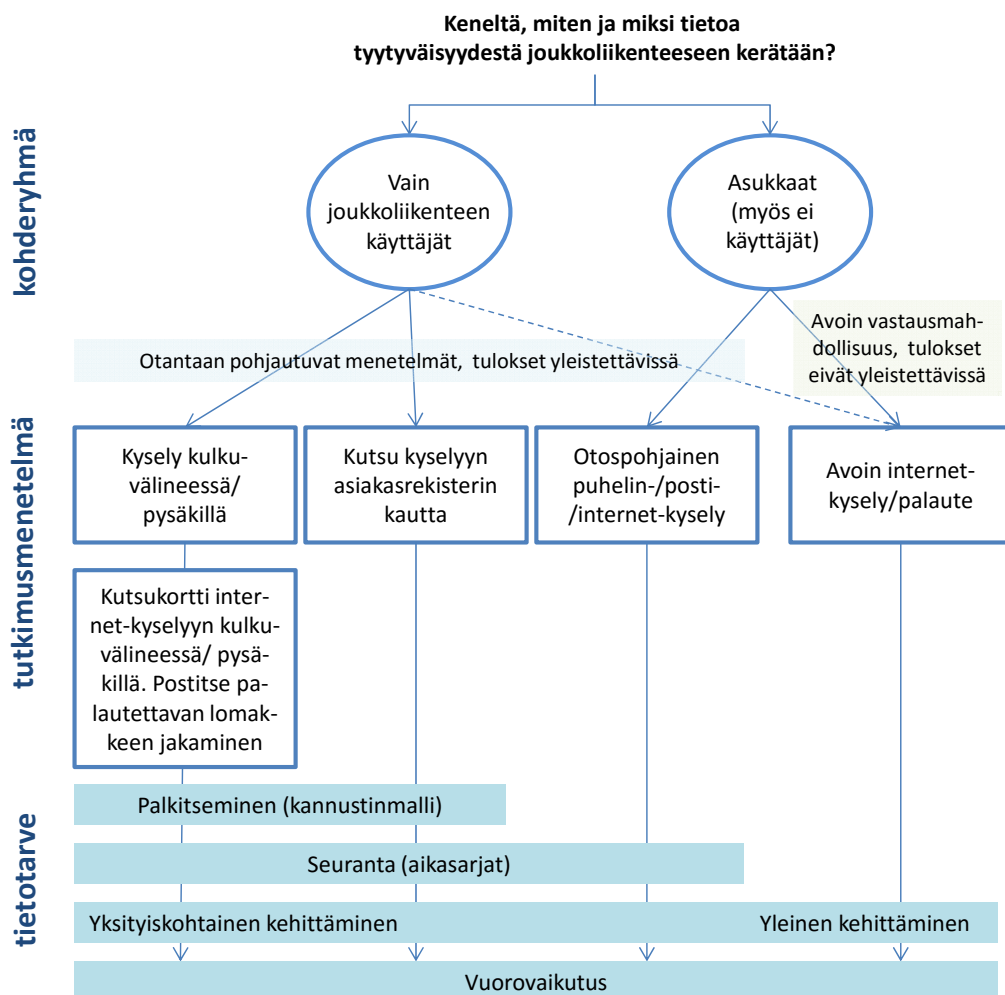 Keneltä, miten ja miksi tietoa
tyytyväisyydestä joukkoliikenteeseen kerätään?
kohderyhmä
Vain
joukkoliikenteen
käyttäjät
Asukkaat
(myös ei
käyttäjät)
Otantaan pohjautuvat menetelmät, tulokset yleistettävissä
Avoin vastausmah-
dollisuus, tulokset
eivät yleistettävissä
tutkimusmenetelmä
Kysely kulku-
välineessä/
pysäkillä
Kutsu kyselyyn
asiakasrekisterin
kautta
Otospohjainen
puhelin-/posti-
/internet-kysely
Avoin internet-
kysely/palaute
Kutsukortti inter-
net-kyselyyn kulku-
välineessä/ pysä-
killä. Postitse pa-
lautettavan lomak-
keen jakaminen
tietotarve
Palkitseminen (kannustinmalli)
Seuranta (aikasarjat)
Yksityiskohtainen kehittäminen
Yleinen kehittäminen
Vuorovaikutus